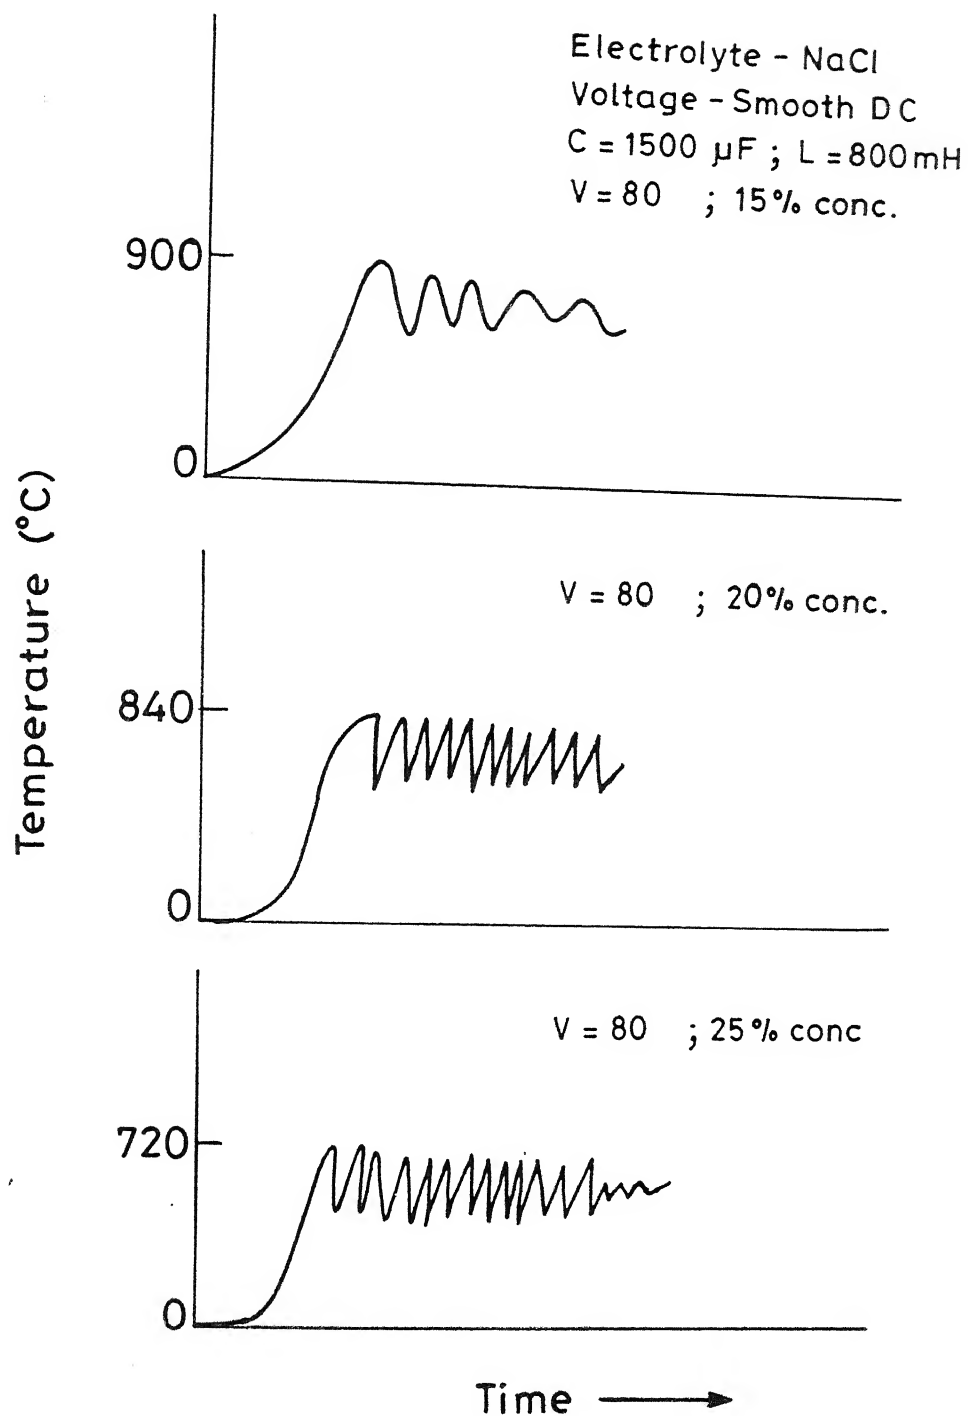 Electrolyte - NaCl
Voltage - Smooth DC
C = 1500 µF ; L = 800mH
V = 80 ; 15% conc.
900
0
Temperature (°C)
V = 80 ; 20% conc.
840
0
V = 80 ; 25% conc
720
0
Time